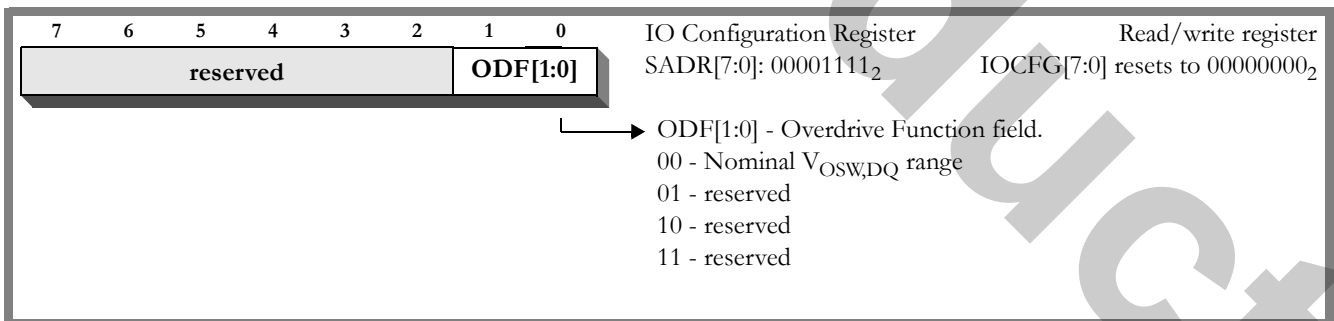 7 6 5 4 3 2 1 0
reserved ODF[1:0]
IO Configuration Register Read/write register
SADR[7:0]: 00001111₂ IOCFG[7:0] resets to 00000000₂
ODF[1:0] - Overdrive Function field.
00 - Nominal V_OSW,DQ range
01 - reserved
10 - reserved
11 - reserved